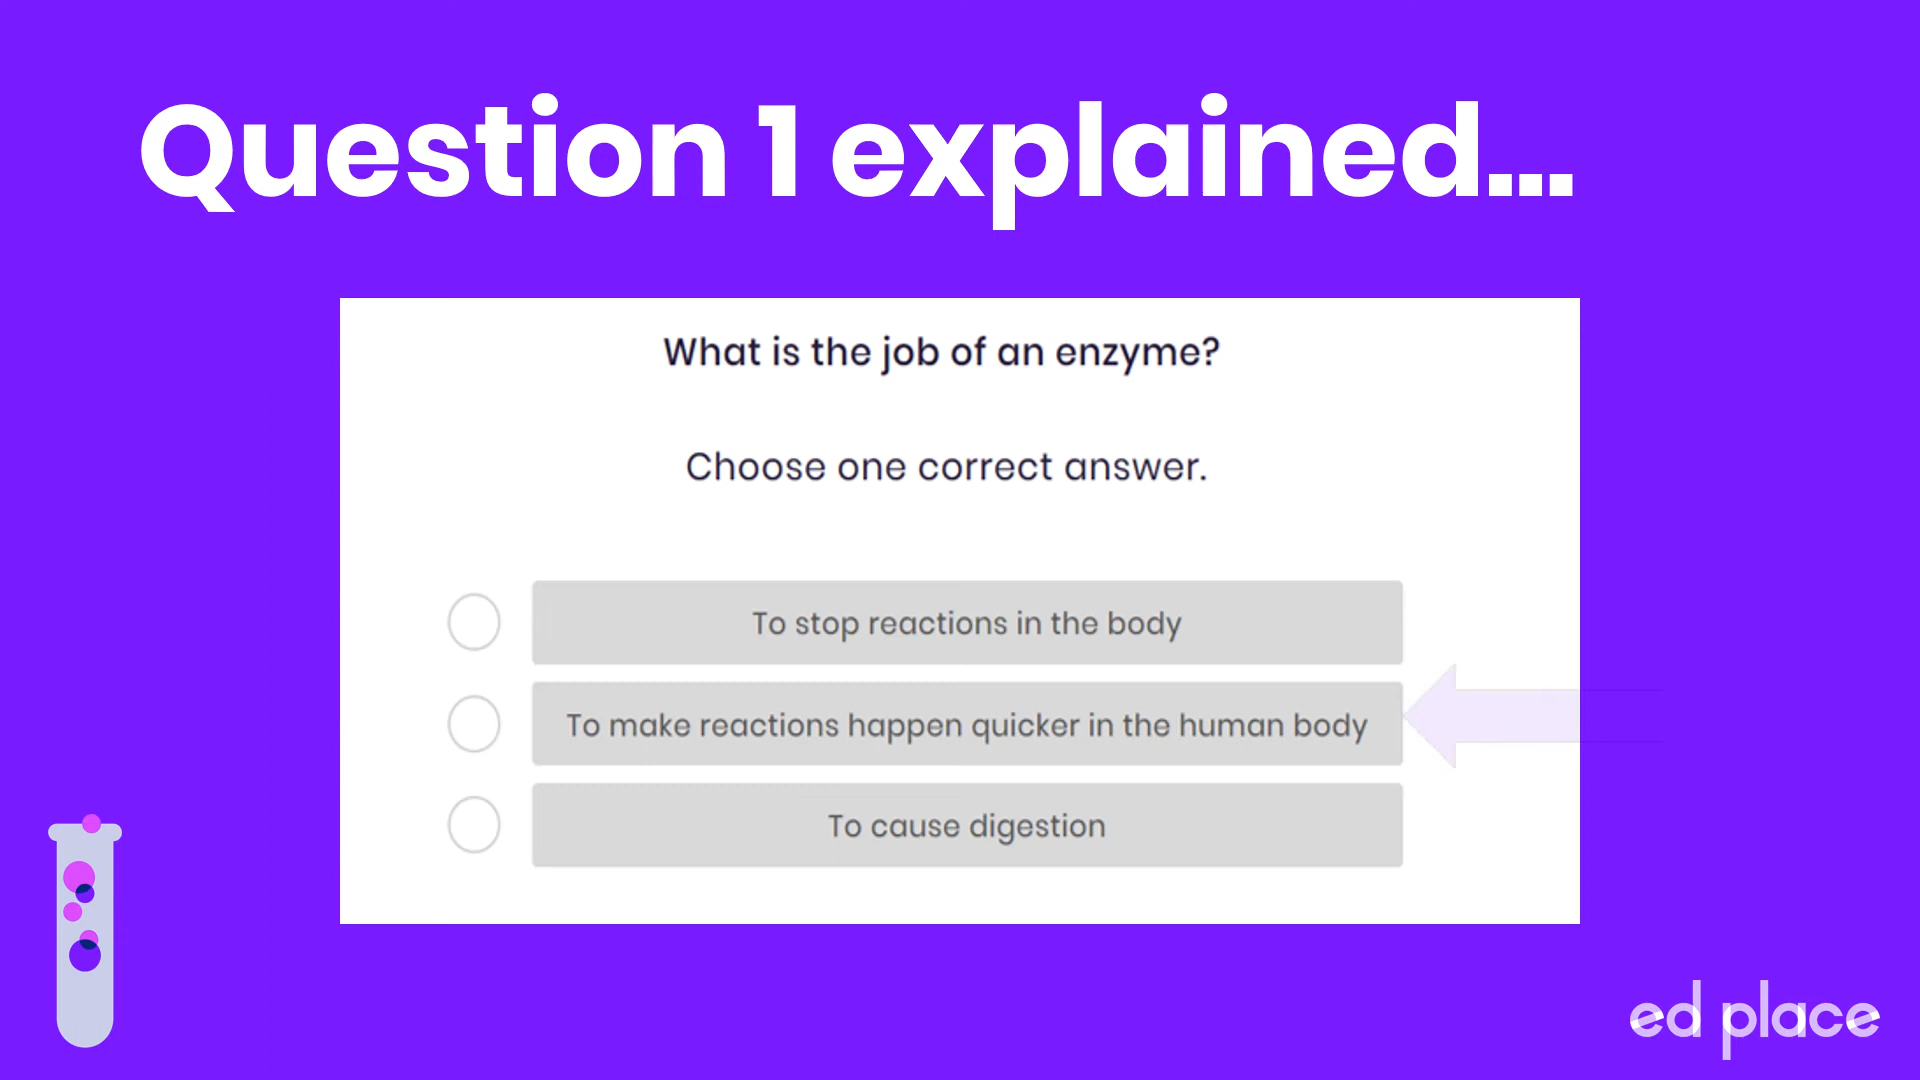 Question 1 explained...
What is the job of an enzyme?
Choose one correct answer.
To stop reactions in the body
To make reactions happen quicker in the human body
To cause digestion
ed place